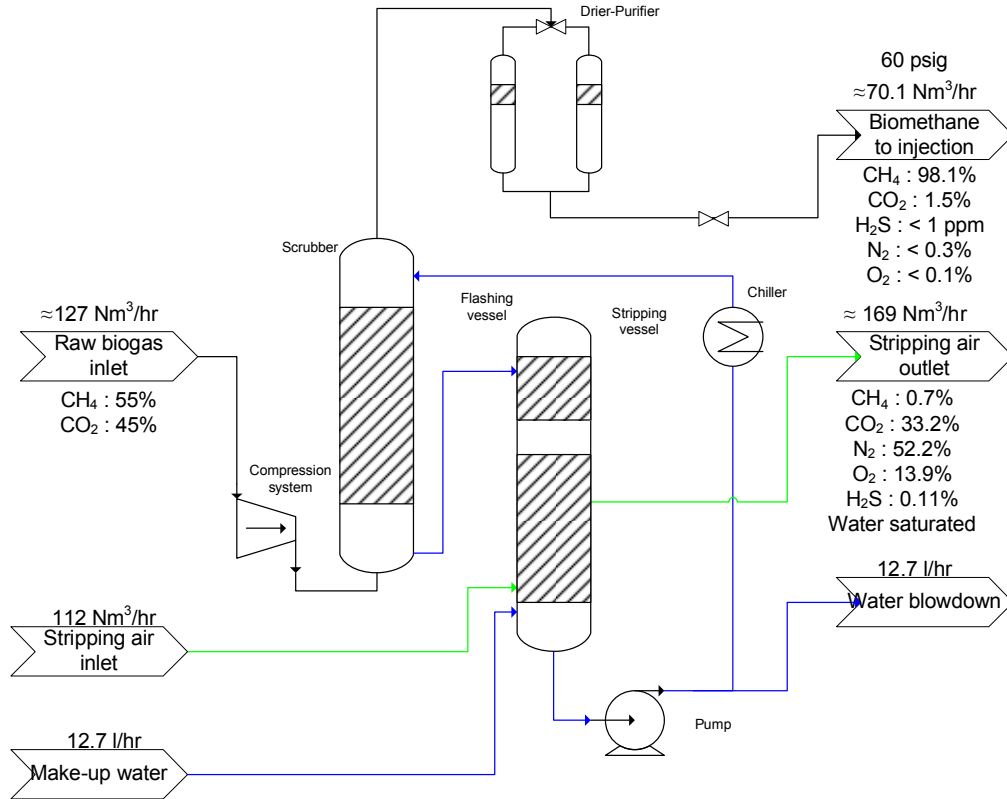 Drier-Purifier
60 psig
≈70.1 Nm³/hr
Biomethane
to injection
CH₄ : 98.1%
CO₂ : 1.5%
H₂S : < 1 ppm
N₂ : < 0.3%
O₂ : < 0.1%
Scrubber
Flashing
vessel
Stripping
vessel
Chiller
≈127 Nm³/hr
Raw biogas
inlet
CH₄ : 55%
CO₂ : 45%
≈ 169 Nm³/hr
Stripping air
outlet
CH₄ : 0.7%
CO₂ : 33.2%
N₂ : 52.2%
O₂ : 13.9%
H₂S : 0.11%
Water saturated
Compression
system
12.7 l/hr
Water blowdown
112 Nm³/hr
Stripping air
inlet
Pump
12.7 l/hr
Make-up water